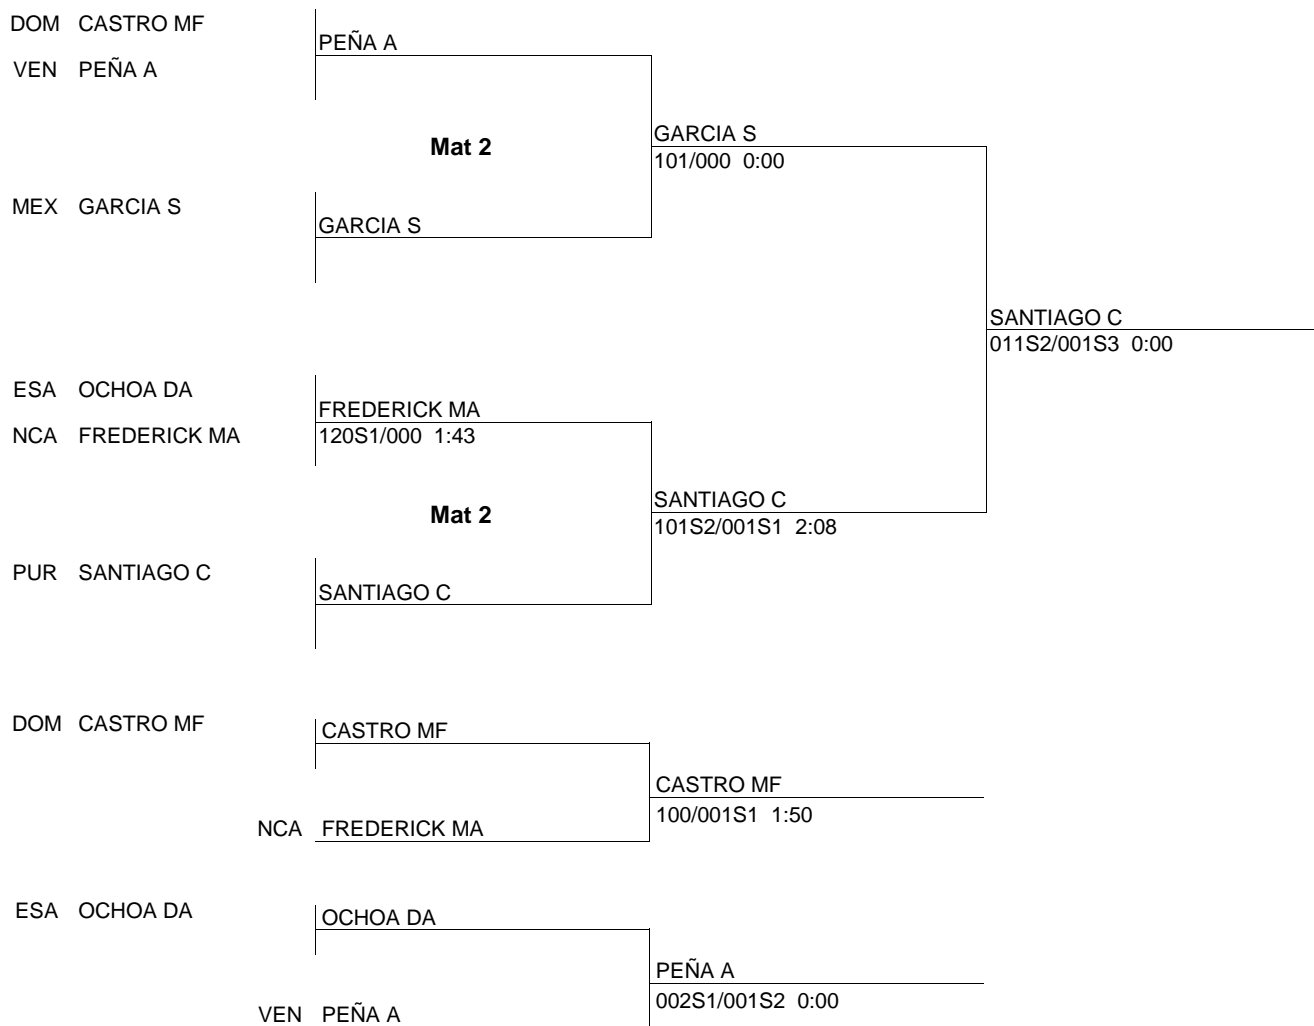 DOM CASTRO MF
PEÑA A
VEN PEÑA A
Mat 2
GARCIA S
101/000 0:00
MEX GARCIA S
GARCIA S
SANTIAGO C
011S2/001S3 0:00
ESA OCHOA DA
FREDERICK MA
NCA FREDERICK MA
120S1/000 1:43
Mat 2
SANTIAGO C
101S2/001S1 2:08
PUR SANTIAGO C
SANTIAGO C
DOM CASTRO MF
CASTRO MF
CASTRO MF
100/001S1 1:50
NCA FREDERICK MA
ESA OCHOA DA
OCHOA DA
PEÑA A
002S1/001S2 0:00
VEN PEÑA A